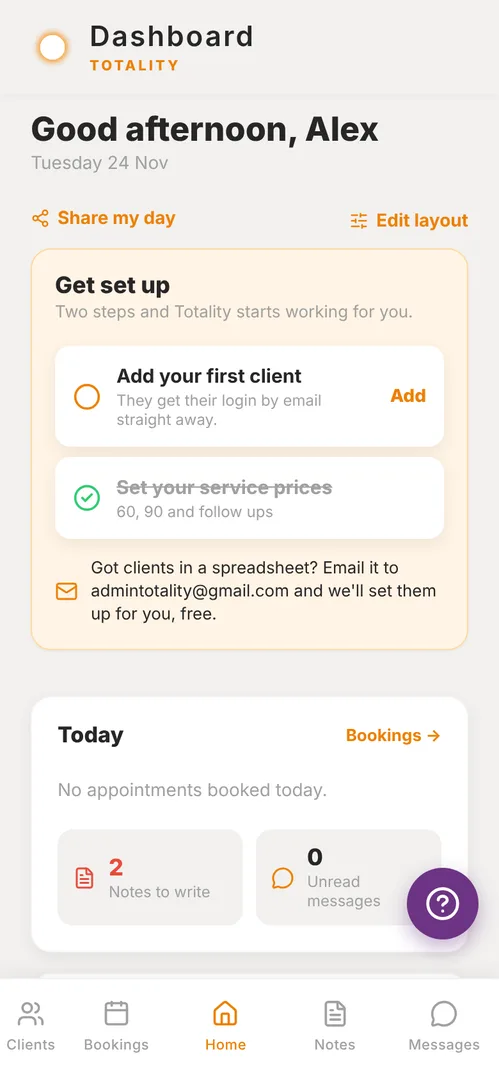 Dashboard
TOTALITY
Good afternoon, Alex
Tuesday 24 Nov
Share my day
Edit layout
Get set up
Two steps and Totality starts working for you.
Add your first client
They get their login by email
straight away.
Add
Set your service prices
60, 90 and follow ups
Got clients in a spreadsheet? Email it to
admintotality@gmail.com and we'll set them
up for you, free.
Today
Bookings →
No appointments booked today.
2
Notes to write
0
Unread
messages
Clients
Bookings
Home
Notes
Messages